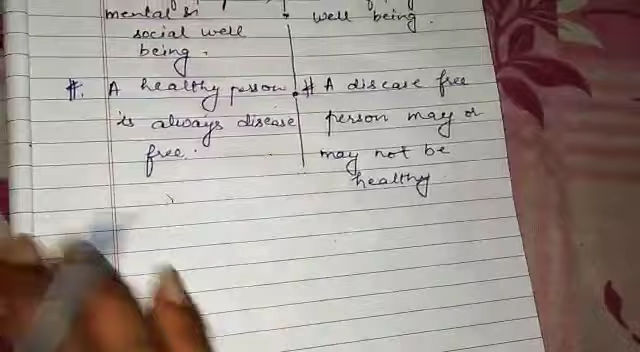 mental &
social well
being.
well being.
#. A healthy person
is always disease
free.
# A disease free
person may or
may not be
healthy